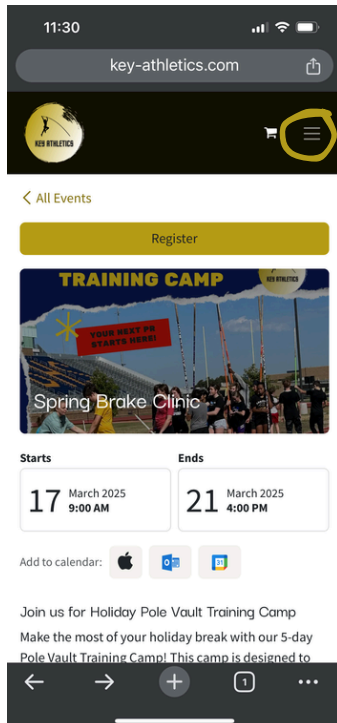 11:30
key-athletics.com
KEY ATHLETICS
All Events
Register
TRAINING CAMP
KEY ATHLETICS
YOUR NEXT PR
STARTS HERE!
Spring Brake Clinic
Starts
Ends
17 March 2025
9:00 AM
21 March 2025
4:00 PM
Add to calendar:
31
Join us for Holiday Pole Vault Training Camp
Make the most of your holiday break with our 5-day
Pole Vault Training Camp! This camp is designed to
1